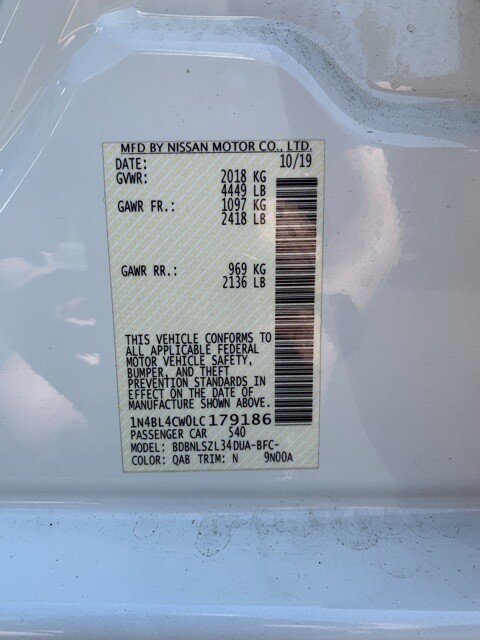 MFD BY NISSAN MOTOR CO., LTD.
DATE: 10/19
GVWR: 2018 KG
4449 LB
GAWR FR.: 1097 KG
2418 LB
GAWR RR.: 969 KG
2136 LB
THIS VEHICLE CONFORMS TO
ALL APPLICABLE FEDERAL
MOTOR VEHICLE SAFETY,
BUMPER, AND THEFT
PREVENTION STANDARDS IN
EFFECT ON THE DATE OF
MANUFACTURE SHOWN ABOVE.
1N4BL4CW0LC179186
PASSENGER CAR 540
MODEL: BDBNLSZL34DUA-BFC-
COLOR: QAB TRIM: N 9N00A